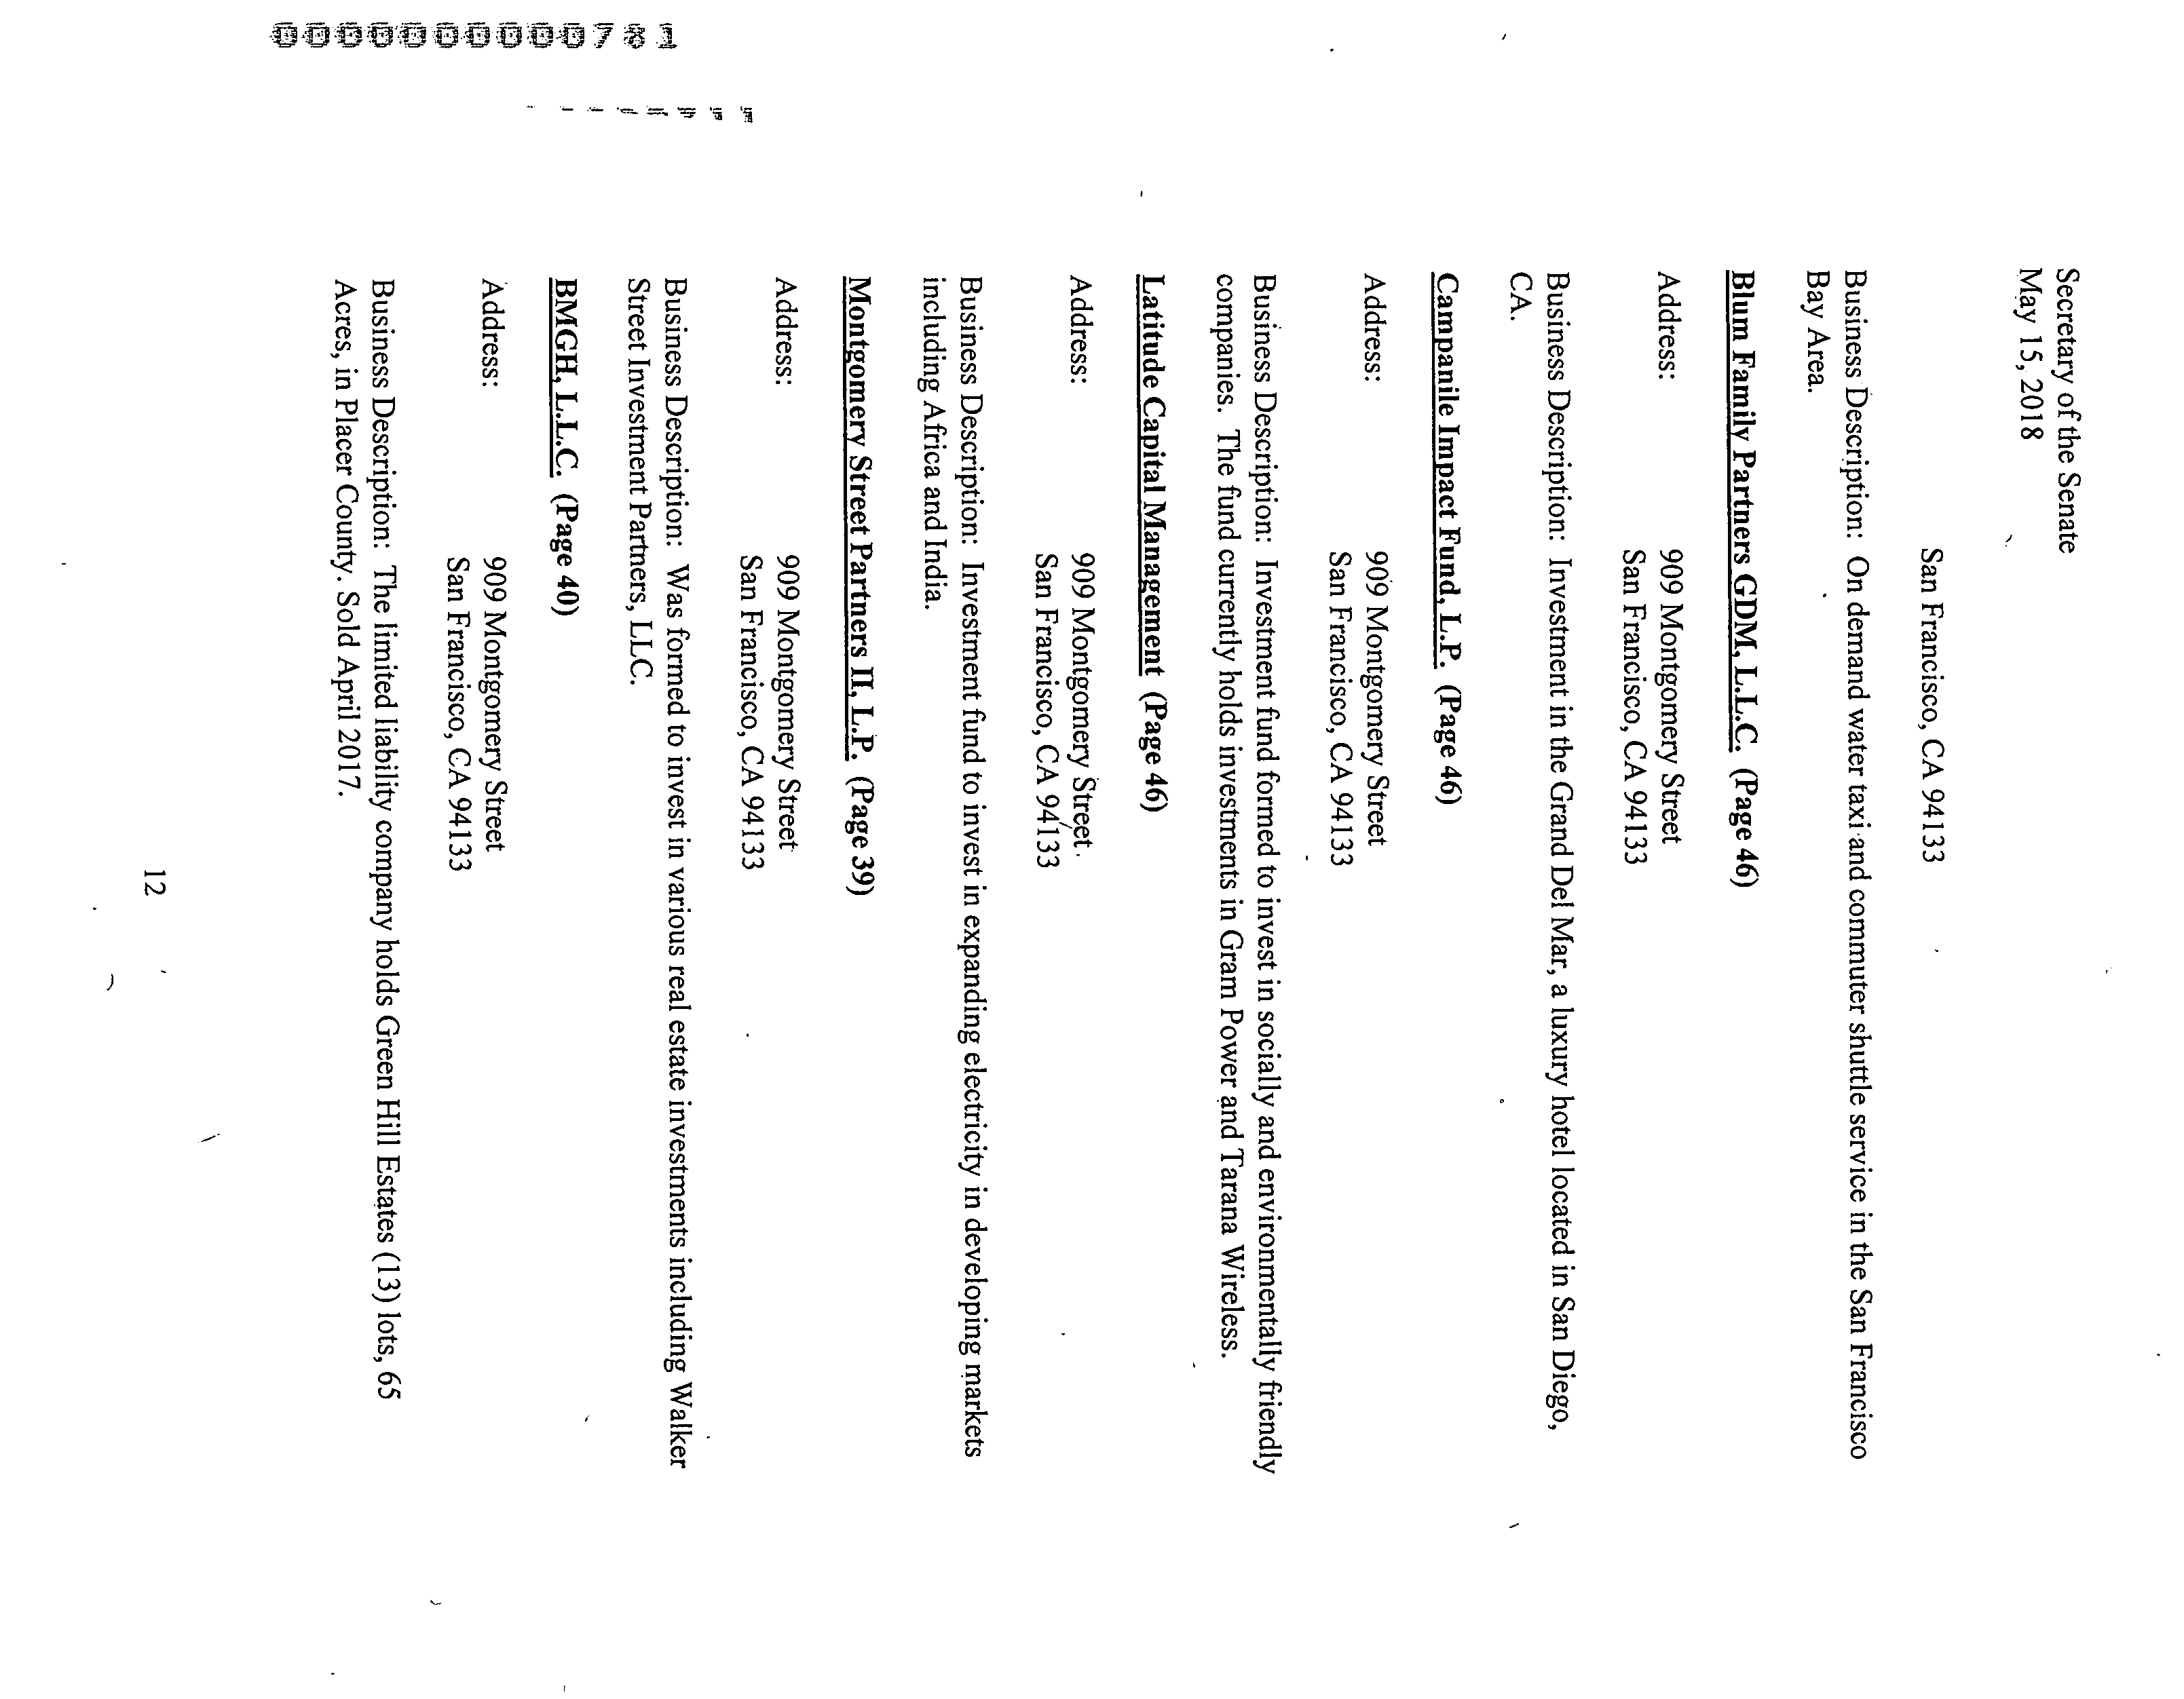 Secretary of the Senate
May 15, 2018
San Francisco, CA 94133
Business Description: On demand water taxi and commuter shuttle service in the San Francisco
Bay Area.
Blum Family Partners GDM, L.L.C. (Page 46)
Address: 909 Montgomery Street
San Francisco, CA 94133
Business Description: Investment in the Grand Del Mar, a luxury hotel located in San Diego,
CA.
Campanile Impact Fund, L.P. (Page 46)
Address: 909 Montgomery Street
San Francisco, CA 94133
Business Description: Investment fund formed to invest in socially and environmentally friendly
companies. The fund currently holds investments in Gram Power and Tarana Wireless.
Latitude Capital Management (Page 46)
Address: 909 Montgomery Street
San Francisco, CA 94133
Business Description: Investment fund to invest in expanding electricity in developing markets
including Africa and India.
Montgomery Street Partners II, L.P. (Page 39)
Address: 909 Montgomery Street
San Francisco, CA 94133
Business Description: Was formed to invest in various real estate investments including Walker
Street Investment Partners, LLC.
BMGH, L.L.C. (Page 40)
Address: 909 Montgomery Street
San Francisco, CA 94133
Business Description: The limited liability company holds Green Hill Estates (13) lots, 65
Acres, in Placer County. Sold April 2017.
12
0000000000781